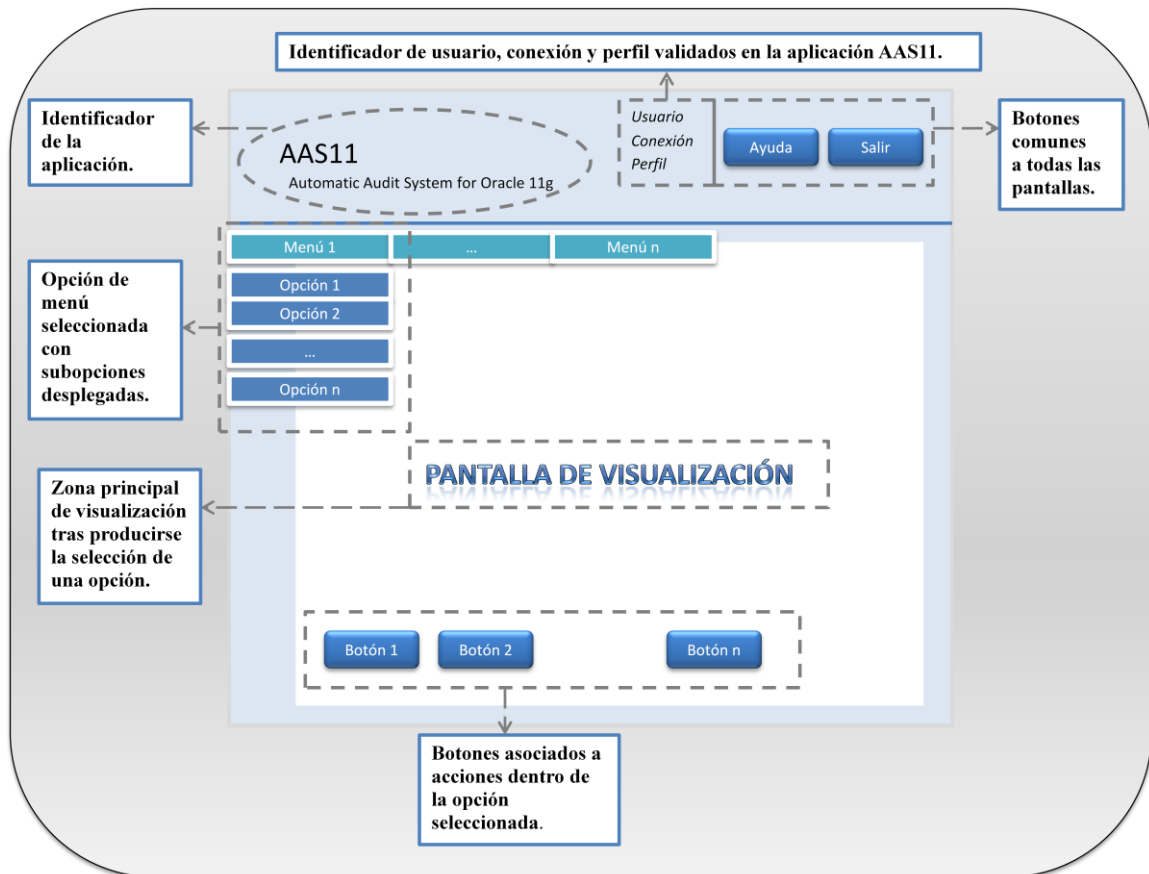 Identificador de usuario, conexión y perfil validados en la aplicación AAS11.
Identificador
de la
aplicación.
AAS11
Automatic Audit System for Oracle 11g
Usuario
Conexión
Perfil
Ayuda
Salir
Botones
comunes
a todas las
pantallas.
Menú 1
...
Menú n
Opción 1
Opción 2
...
Opción n
Opción de
menú
seleccionada
con
subopciones
desplegadas.
PANTALLA DE VISUALIZACIÓN
Zona principal
de visualización
tras producirse
la selección de
una opción.
Botón 1
Botón 2
Botón n
Botones asociados a
acciones dentro de
la opción
seleccionada.